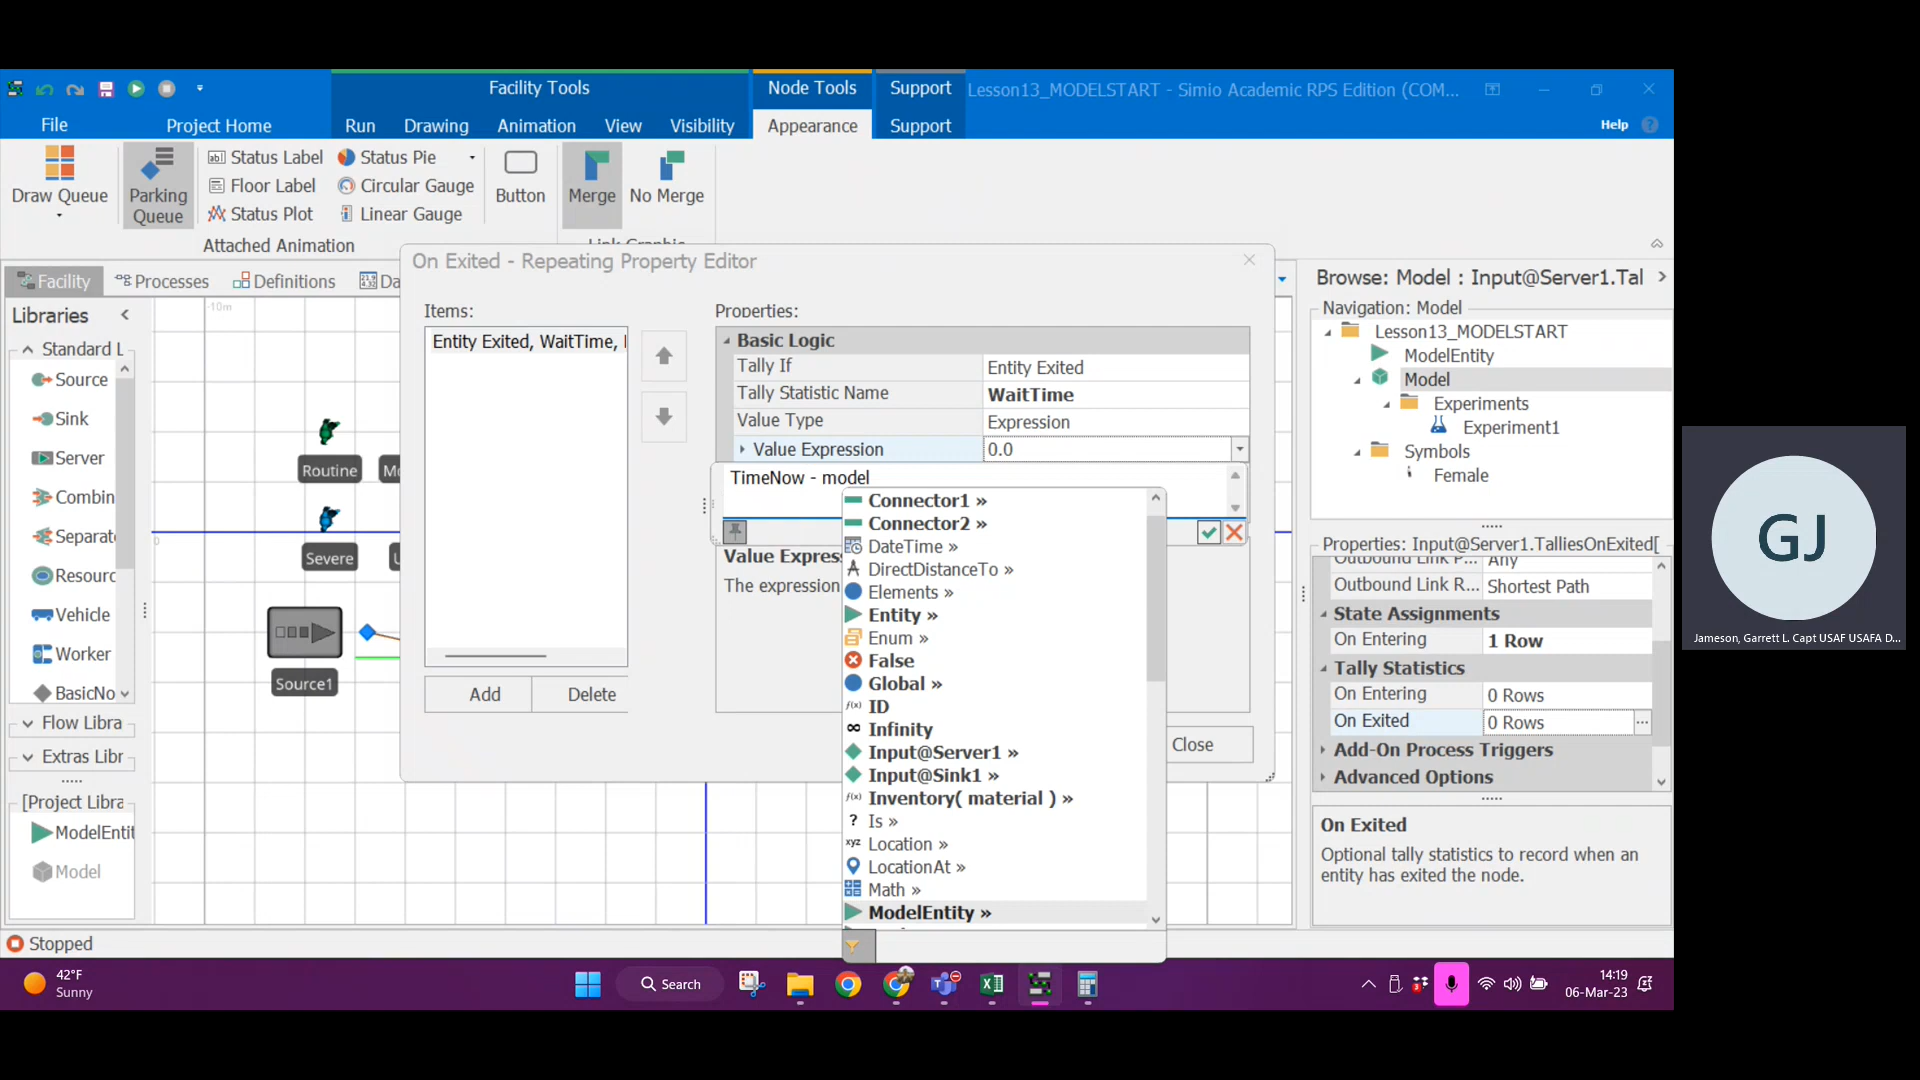 Facility Tools
Node Tools
Support
Lesson13_MODELSTART - Simio Academic RPS Edition (COM...
File
Project Home
Run
Drawing
Animation
View
Visibility
Appearance
Support
Help
Draw Queue
Parking Queue
Status Label
Floor Label
Status Plot
Status Pie
Circular Gauge
Linear Gauge
Attached Animation
Button
Merge
No Merge
Facility
Processes
Definitions
Da
Libraries
Standard L
Source
Sink
Server
Combin
Separat
Resourc
Vehicle
Worker
BasicNo
Flow Libra
Extras Libr
[Project Libra
ModelEntit
Model
-10m
0
Routine
Mo
Severe
U
Source1
On Exited - Repeating Property Editor
Items:
Entity Exited, WaitTime,
Add
Delete
Properties:
Basic Logic
Tally If
Entity Exited
Tally Statistic Name
WaitTime
Value Type
Expression
Value Expression
0.0
TimeNow - model
Value Expres
The expression
Connector1 »
Connector2 »
DateTime »
DirectDistanceTo »
Elements »
Entity »
Enum »
False
Global »
ID
Infinity
Input@Server1 »
Input@Sink1 »
Inventory( material ) »
Is »
Location »
LocationAt »
Math »
ModelEntity »
Close
Browse: Model : Input@Server1.Tal
Navigation: Model
Lesson13_MODELSTART
ModelEntity
Model
Experiments
Experiment1
Symbols
Female
Properties: Input@Server1.TalliesOnExited[
Outbound Link P...
Any
Outbound Link R...
Shortest Path
State Assignments
On Entering
1 Row
Tally Statistics
On Entering
0 Rows
On Exited
0 Rows
Add-On Process Triggers
Advanced Options
On Exited
Optional tally statistics to record when an
entity has exited the node.
Stopped
42°F
Sunny
Search
14:19
06-Mar-23
GJ
Jameson, Garrett L. Capt USAF USAFA D...